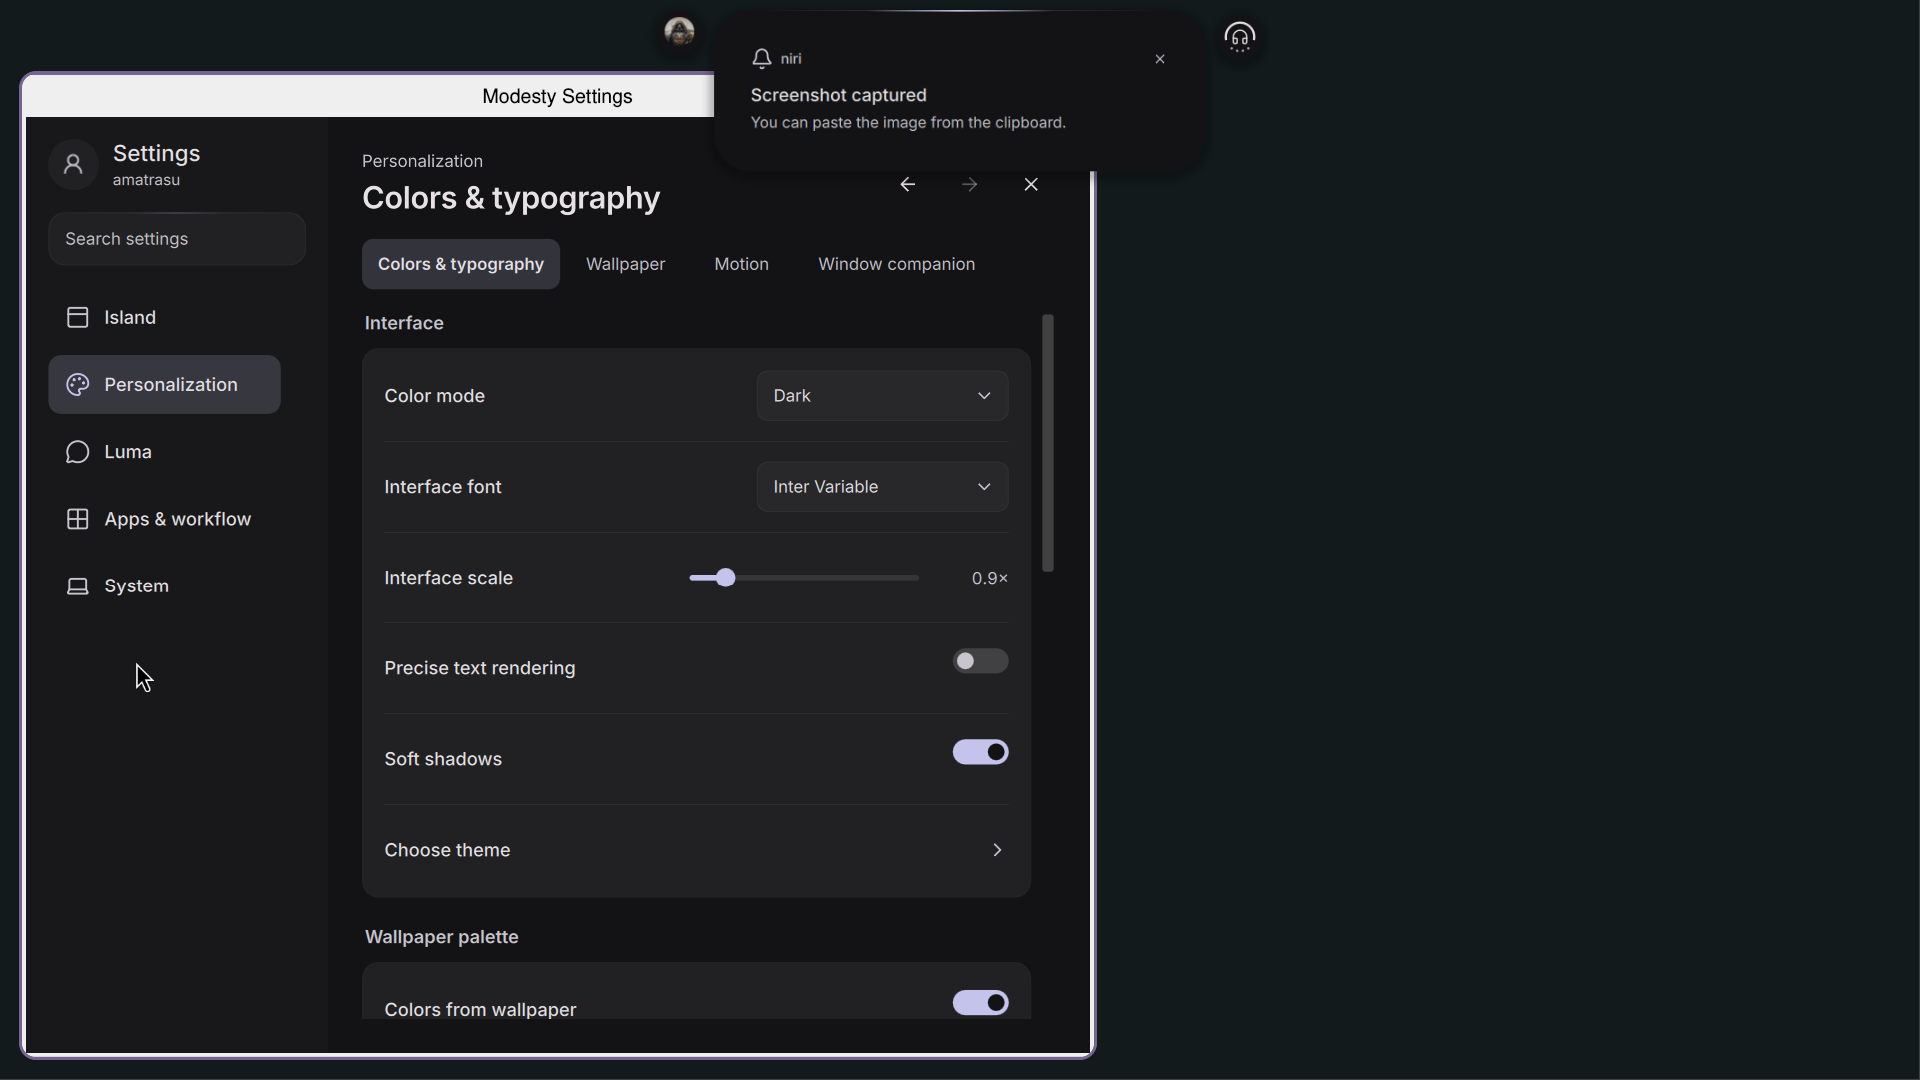 niri
Screenshot captured
You can paste the image from the clipboard.
Modesty Settings
Settings
amatrasu
Search settings
Island
Personalization
Luma
Apps & workflow
System
Personalization
Colors & typography
Colors & typography
Wallpaper
Motion
Window companion
Interface
Color mode
Dark
Interface font
Inter Variable
Interface scale
0.9×
Precise text rendering
Soft shadows
Choose theme
Wallpaper palette
Colors from wallpaper